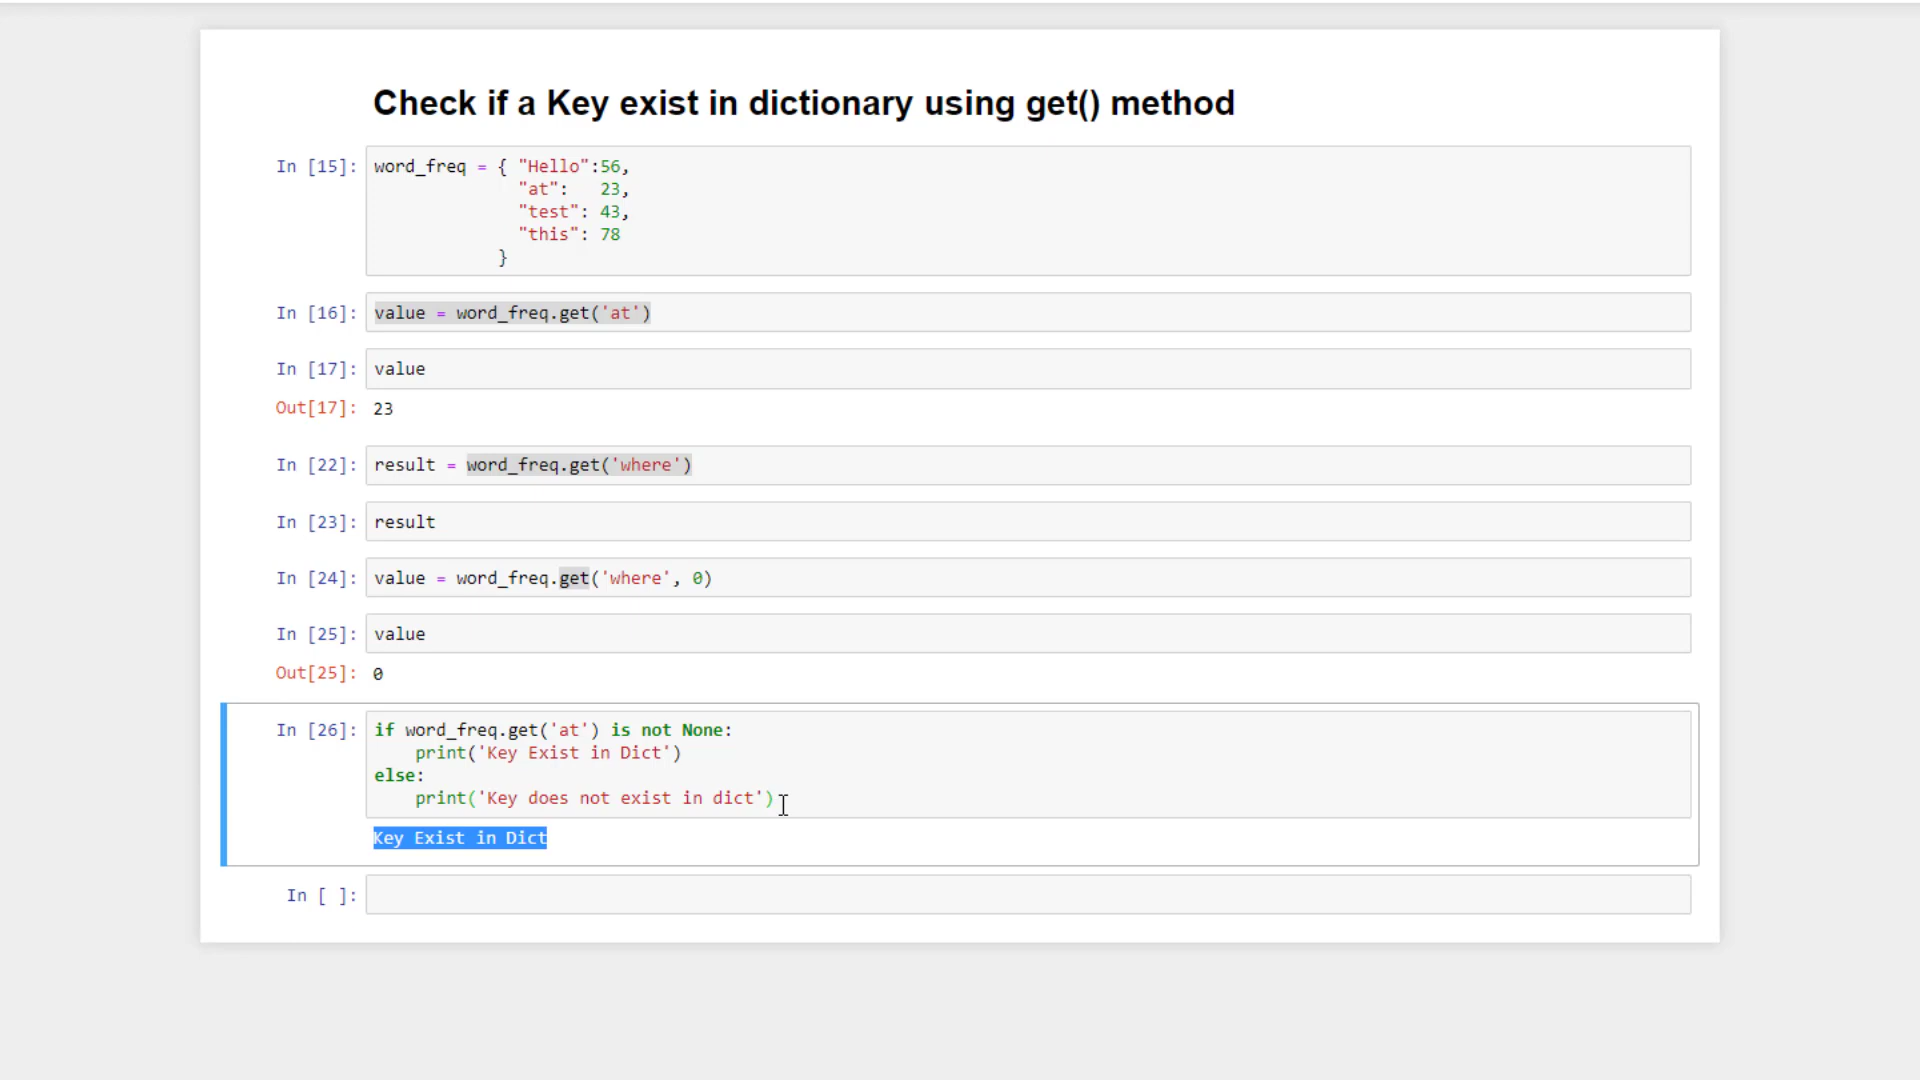 Check if a Key exist in dictionary using get() method
In [15]: word_freq = { "Hello":56,
"at":   23,
"test": 43,
"this": 78
}
In [16]: value = word_freq.get('at')
In [17]: value
Out[17]: 23
In [22]: result = word_freq.get('where')
In [23]: result
In [24]: value = word_freq.get('where', 0)
In [25]: value
Out[25]: 0
In [26]: if word_freq.get('at') is not None:
print('Key Exist in Dict')
else:
print('Key does not exist in dict')
Key Exist in Dict
In [ ]: